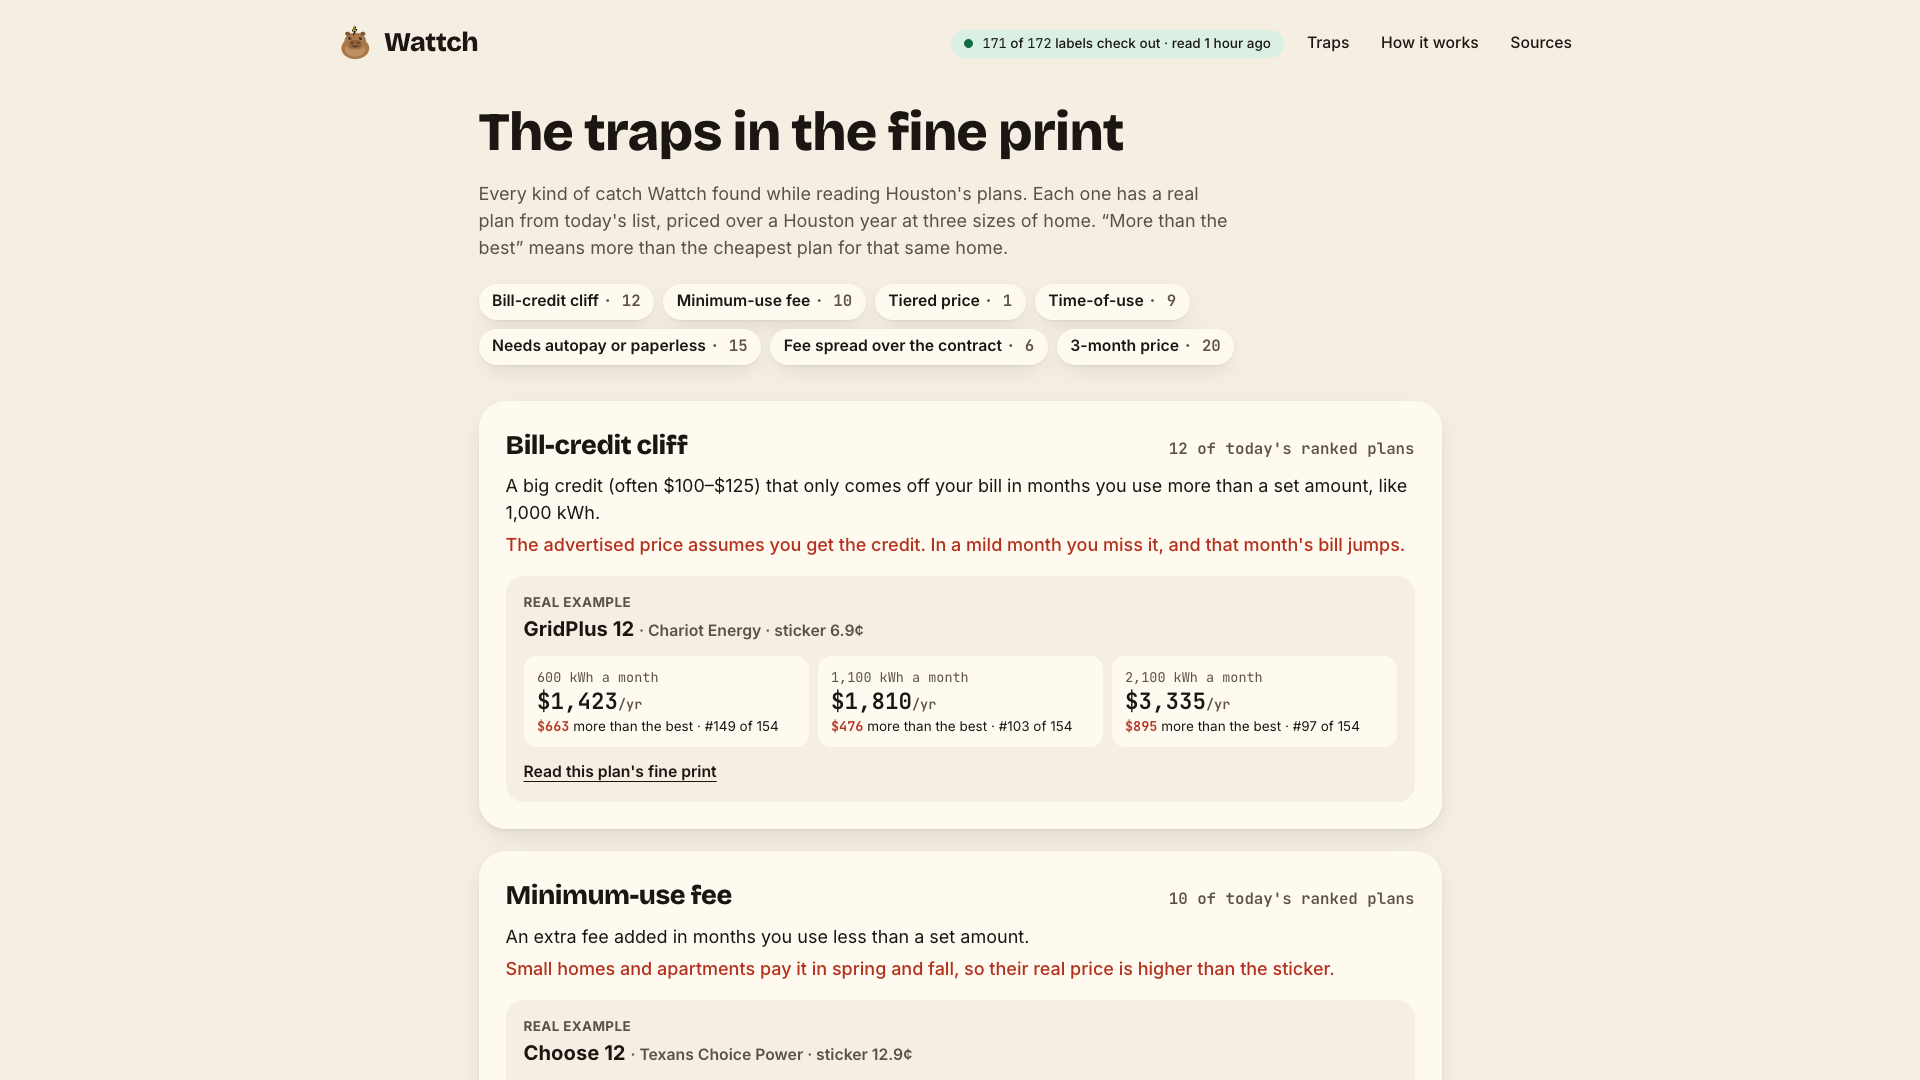 Wattch
171 of 172 labels check out · read 1 hour ago
Traps
How it works
Sources
The traps in the fine print
Every kind of catch Wattch found while reading Houston's plans. Each one has a real
plan from today's list, priced over a Houston year at three sizes of home. “More than the
best” means more than the cheapest plan for that same home.
Bill-credit cliff · 12
Minimum-use fee · 10
Tiered price · 1
Time-of-use · 9
Needs autopay or paperless · 15
Fee spread over the contract · 6
3-month price · 20
Bill-credit cliff
12 of today's ranked plans
A big credit (often $100–$125) that only comes off your bill in months you use more than a set amount, like
1,000 kWh.
The advertised price assumes you get the credit. In a mild month you miss it, and that month's bill jumps.
REAL EXAMPLE
GridPlus 12 · Chariot Energy · sticker 6.9¢
600 kWh a month
$1,423/yr
$663 more than the best · #149 of 154
1,100 kWh a month
$1,810/yr
$476 more than the best · #103 of 154
2,100 kWh a month
$3,335/yr
$895 more than the best · #97 of 154
Read this plan's fine print
Minimum-use fee
10 of today's ranked plans
An extra fee added in months you use less than a set amount.
Small homes and apartments pay it in spring and fall, so their real price is higher than the sticker.
REAL EXAMPLE
Choose 12 · Texans Choice Power · sticker 12.9¢